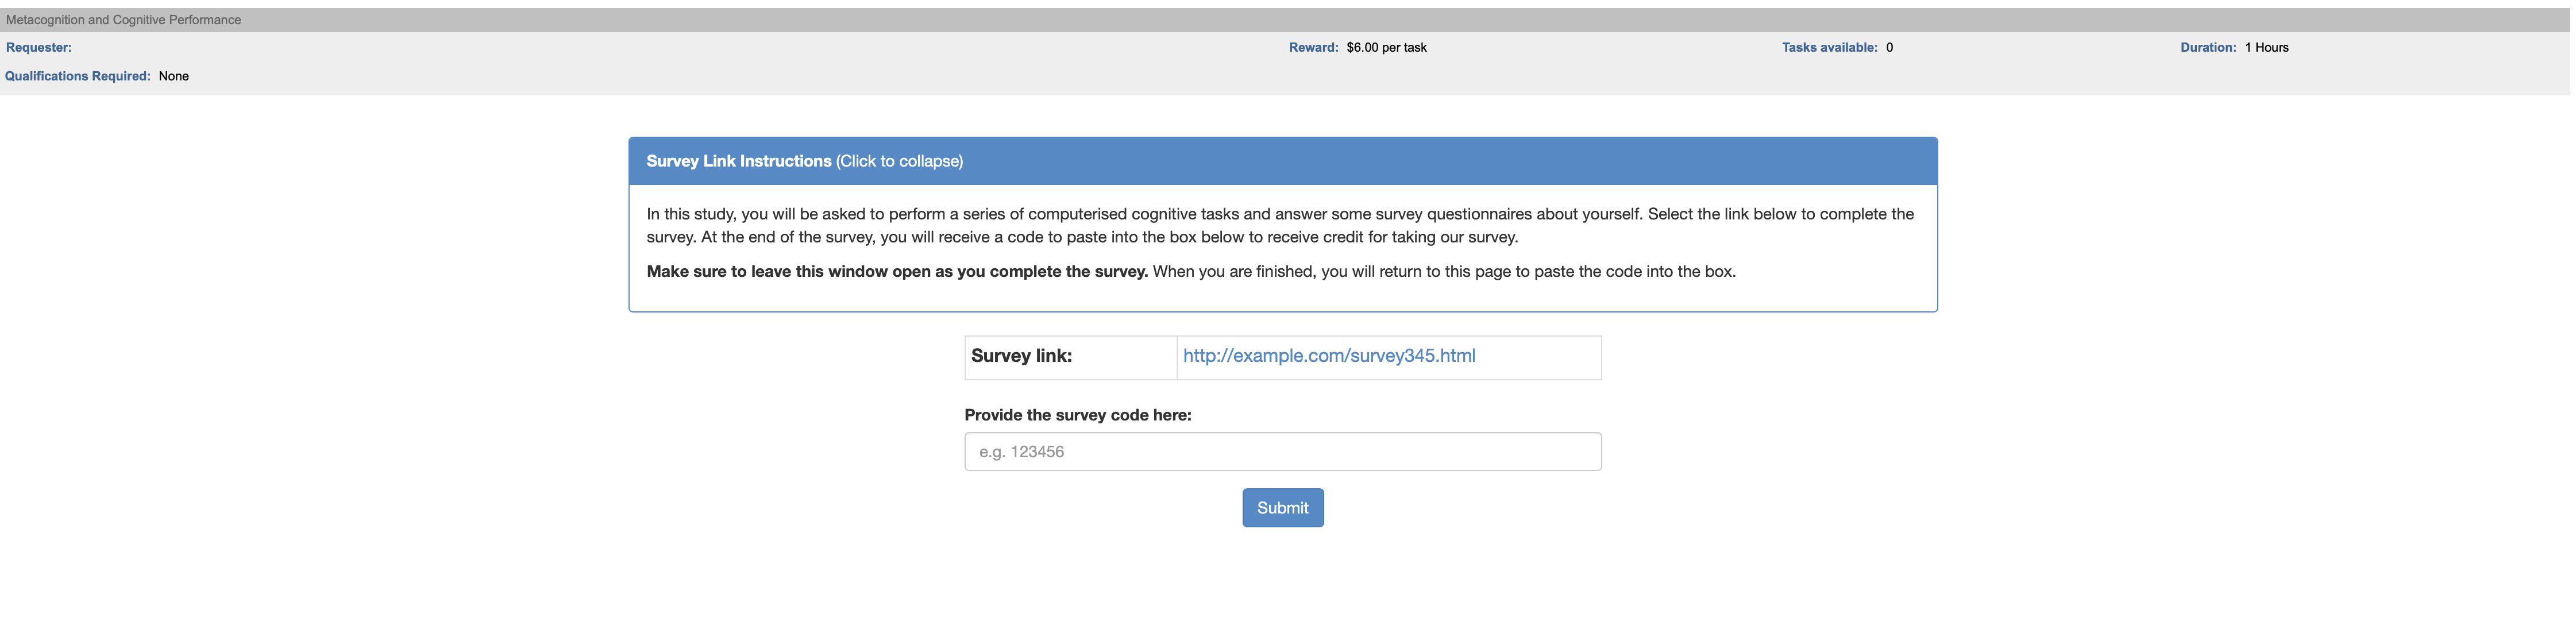 Metacognition and Cognitive Performance
Requester:
Reward: $6.00 per task
Tasks available: 0
Duration: 1 Hours
Qualifications Required: None
Survey Link Instructions (Click to collapse)
In this study, you will be asked to perform a series of computerised cognitive tasks and answer some survey questionnaires about yourself. Select the link below to complete the
survey. At the end of the survey, you will receive a code to paste into the box below to receive credit for taking our survey.
Make sure to leave this window open as you complete the survey. When you are finished, you will return to this page to paste the code into the box.
Survey link: http://example.com/survey345.html
Provide the survey code here:
e.g. 123456
Submit